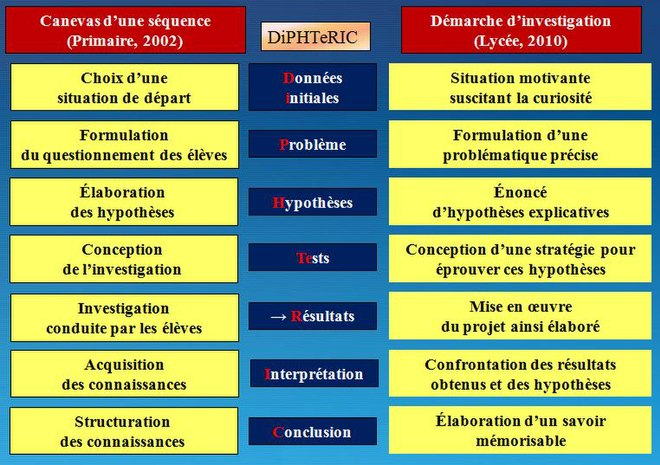 Canevas d'une séquence
(Primaire, 2002)
DiPHTeRIC
Démarche d'investigation
(Lycée, 2010)
Choix d'une
situation de départ
Données
initiales
Situation motivante
suscitant la curiosité
Formulation
du questionnement des élèves
Problème
Formulation d'une
problématique précise
Élaboration
des hypothèses
Hypothèses
Énoncé
d'hypothèses explicatives
Conception
de l'investigation
Tests
Conception d'une stratégie pour
éprouver ces hypothèses
Investigation
conduite par les élèves
→ Résultats
Mise en œuvre
du projet ainsi élaboré
Acquisition
des connaissances
Interprétation
Confrontation des résultats
obtenus et des hypothèses
Structuration
des connaissances
Conclusion
Élaboration d'un savoir
mémorisable